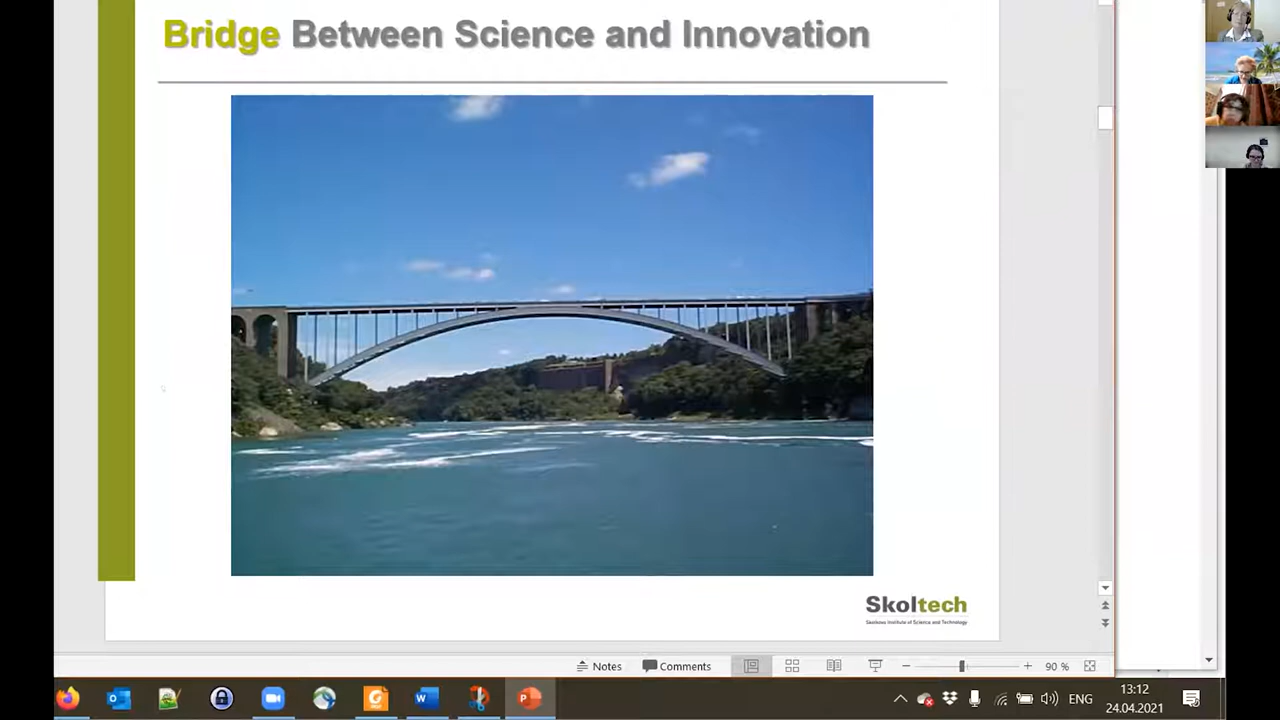 Bridge Between Science and Innovation
Skoltech
Skolkovo Institute of Science and Technology
Notes
Comments
90 %
ENG
13:12
24.04.2021